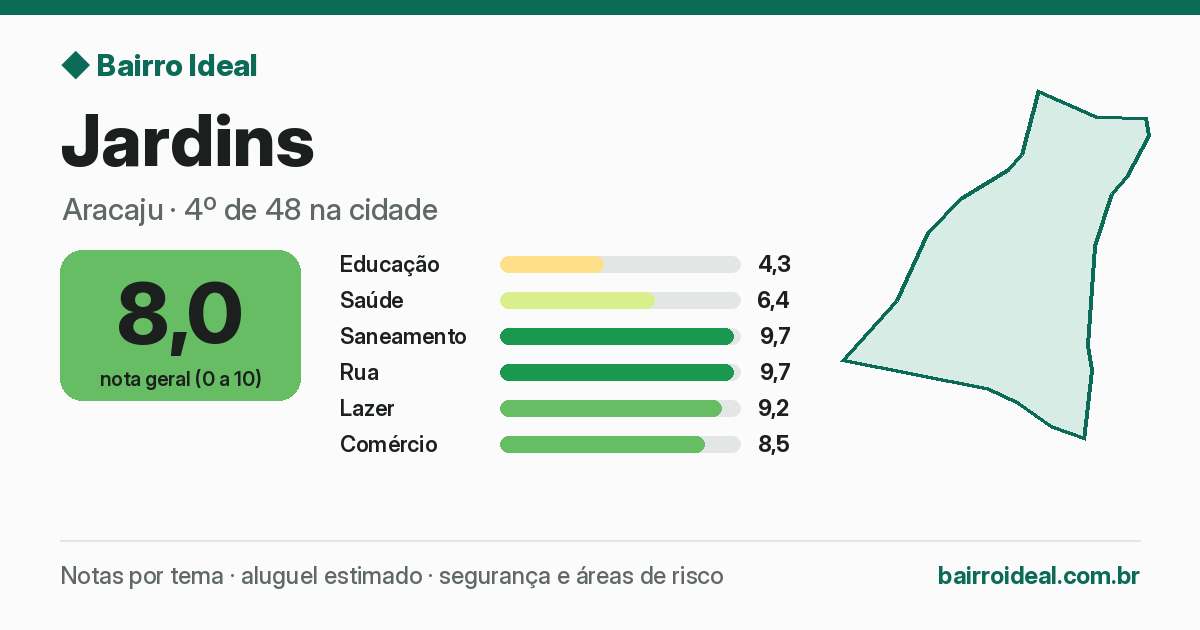 Bairro Ideal
Jardins
Aracaju · 4º de 48 na cidade
8,0
nota geral (0 a 10)
Educação 4,3
Saúde 6,4
Saneamento 9,7
Rua 9,7
Lazer 9,2
Comércio 8,5
Notas por tema · aluguel estimado · segurança e áreas de risco
bairroideal.com.br